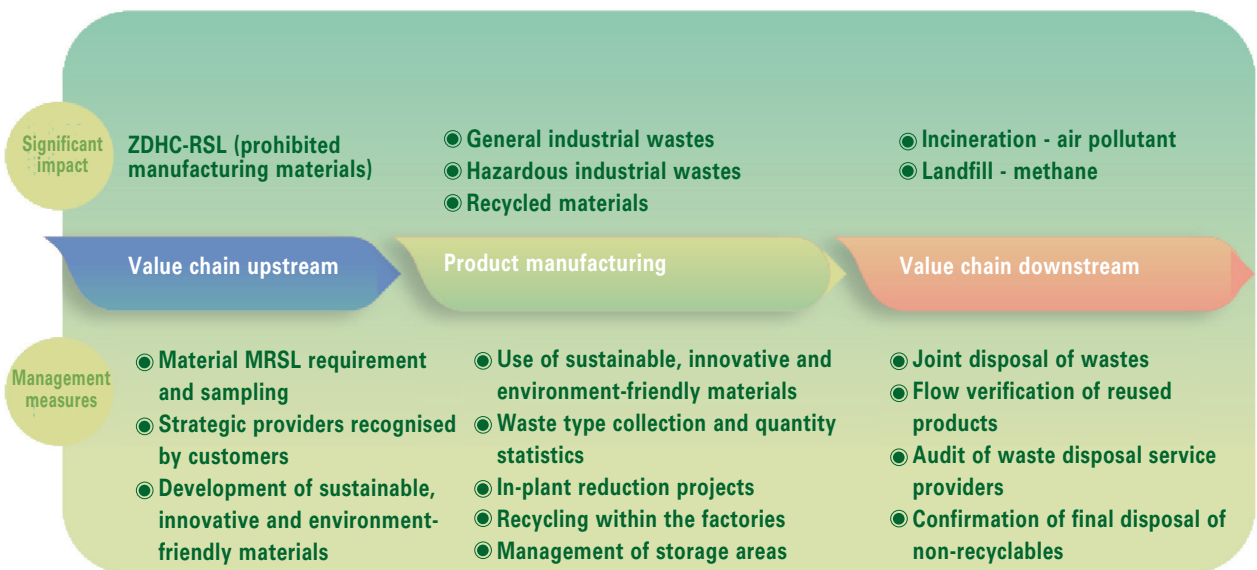 Significant
impact
ZDHC-RSL (prohibited
manufacturing materials)
General industrial wastes
Hazardous industrial wastes
Recycled materials
Incineration - air pollutant
Landfill - methane
Value chain upstream
Product manufacturing
Value chain downstream
Management
measures
Material MRSL requirement
and sampling
Strategic providers recognised
by customers
Development of sustainable,
innovative and environment-
friendly materials
Use of sustainable, innovative and
environment-friendly materials
Waste type collection and quantity
statistics
In-plant reduction projects
Recycling within the factories
Management of storage areas
Joint disposal of wastes
Flow verification of reused
products
Audit of waste disposal service
providers
Confirmation of final disposal of
non-recyclables